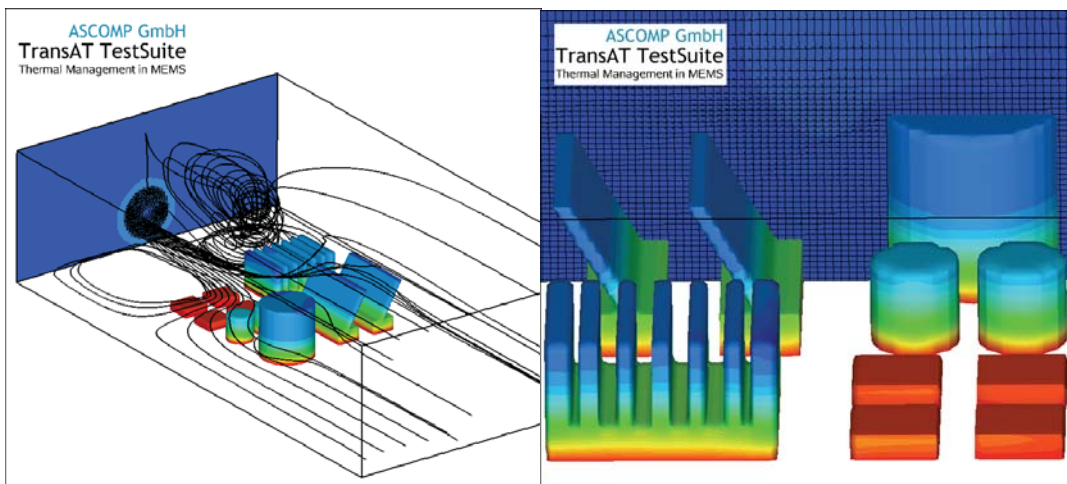 ASCOMP GmbH
TransAT TestSuite
Thermal Management in MEMS
ASCOMP GmbH
TransAT TestSuite
Thermal Management in MEMS